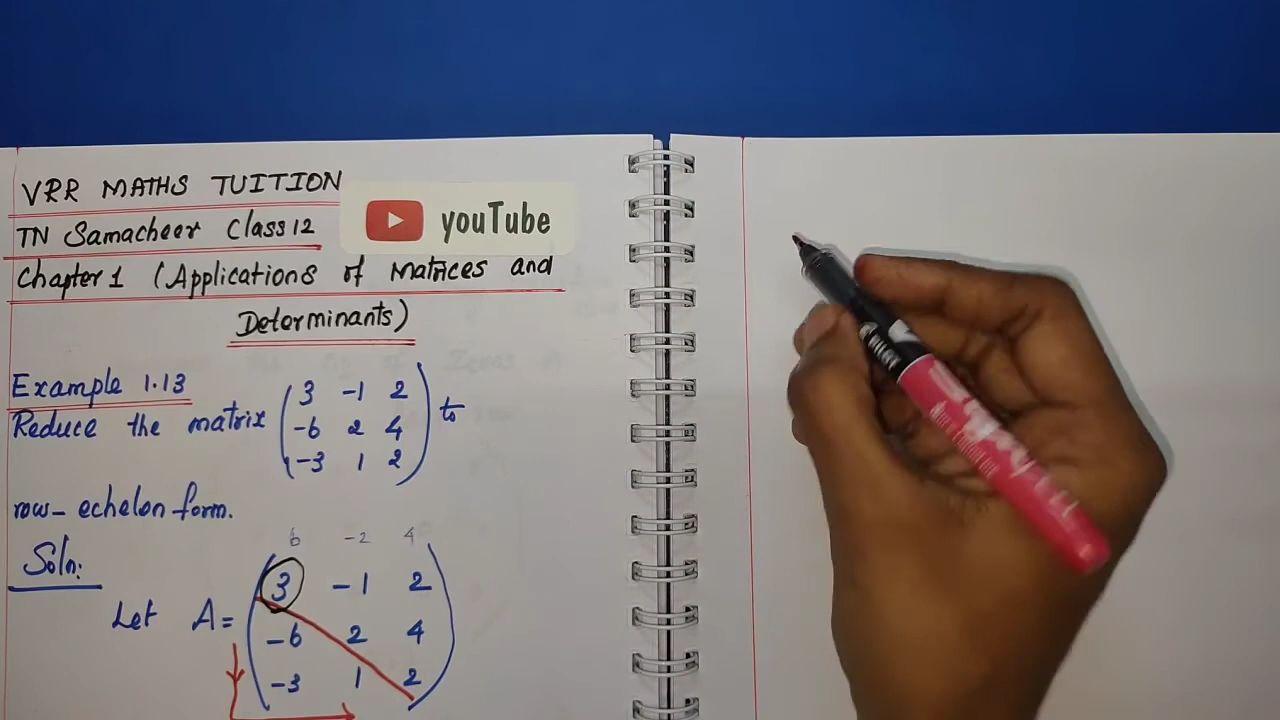 VRR MATHS TUITION
youTube
TN Samacheer Class 12
Chapter 1 (Applications of Matrices and
Determinants)
Example 1.13
Reduce the matrix ( 3 -1 2 ) to
-6 2 4
-3 1 2
row-echelon form.
Soln:
6 -2 4
3 -1 2
Let A = -6 2 4
-3 1 2